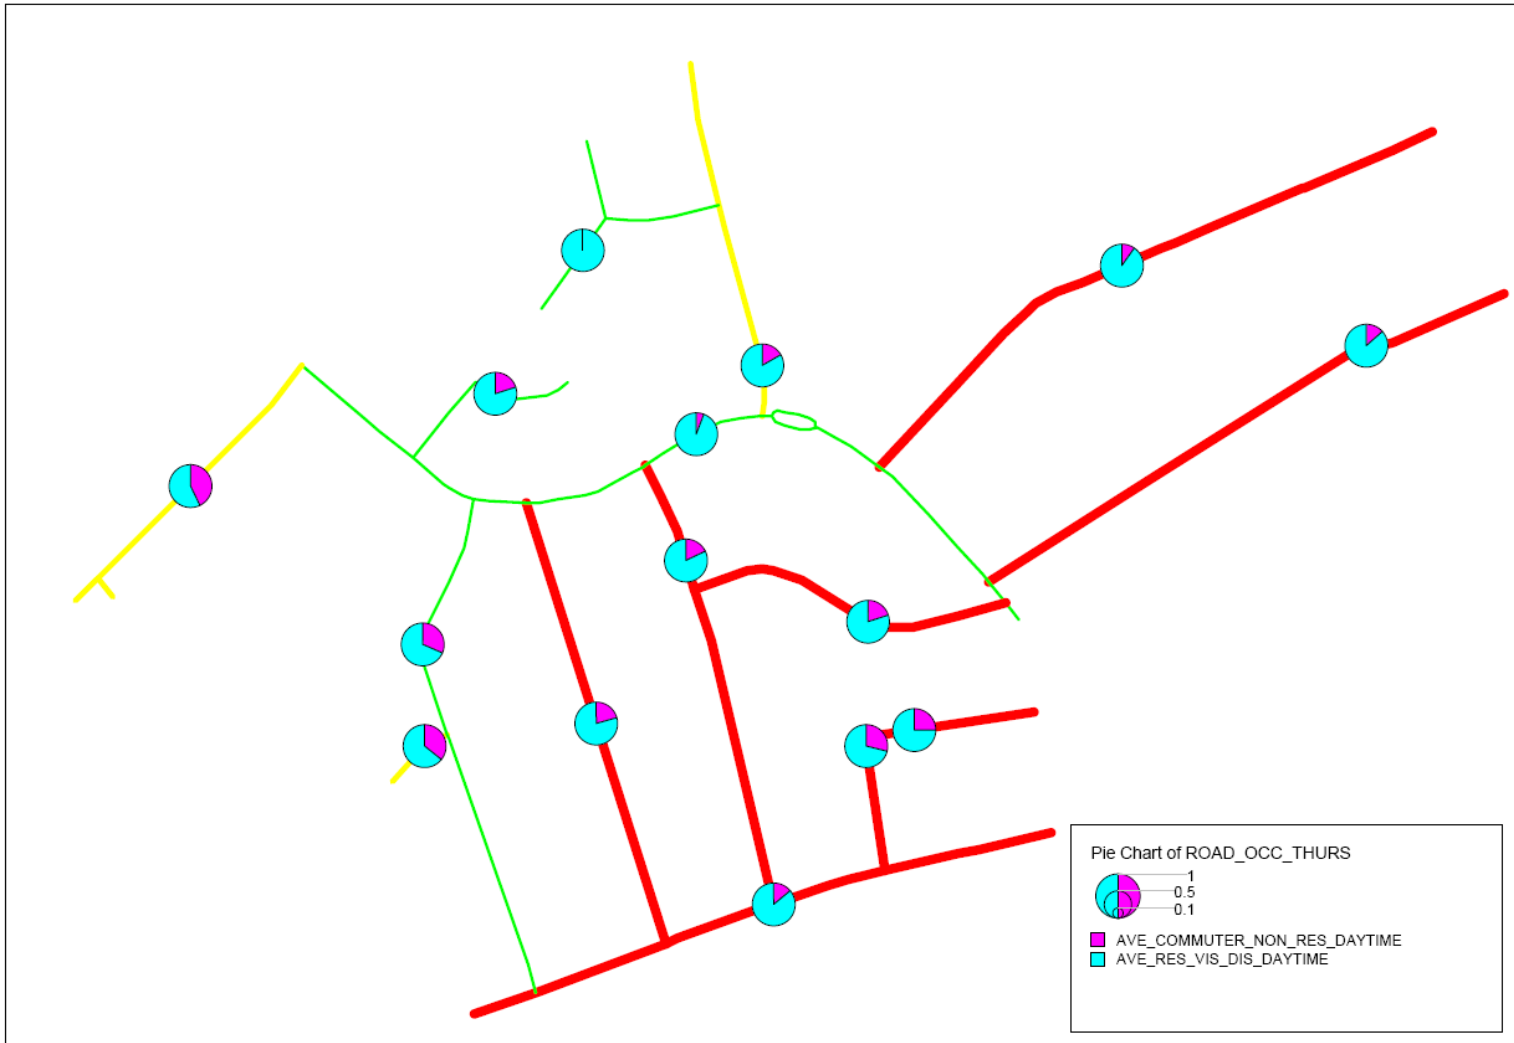 Pie Chart of ROAD_OCC_THURS
1
0.5
0.1
AVE_COMMUTER_NON_RES_DAYTIME
AVE_RES_VIS_DIS_DAYTIME